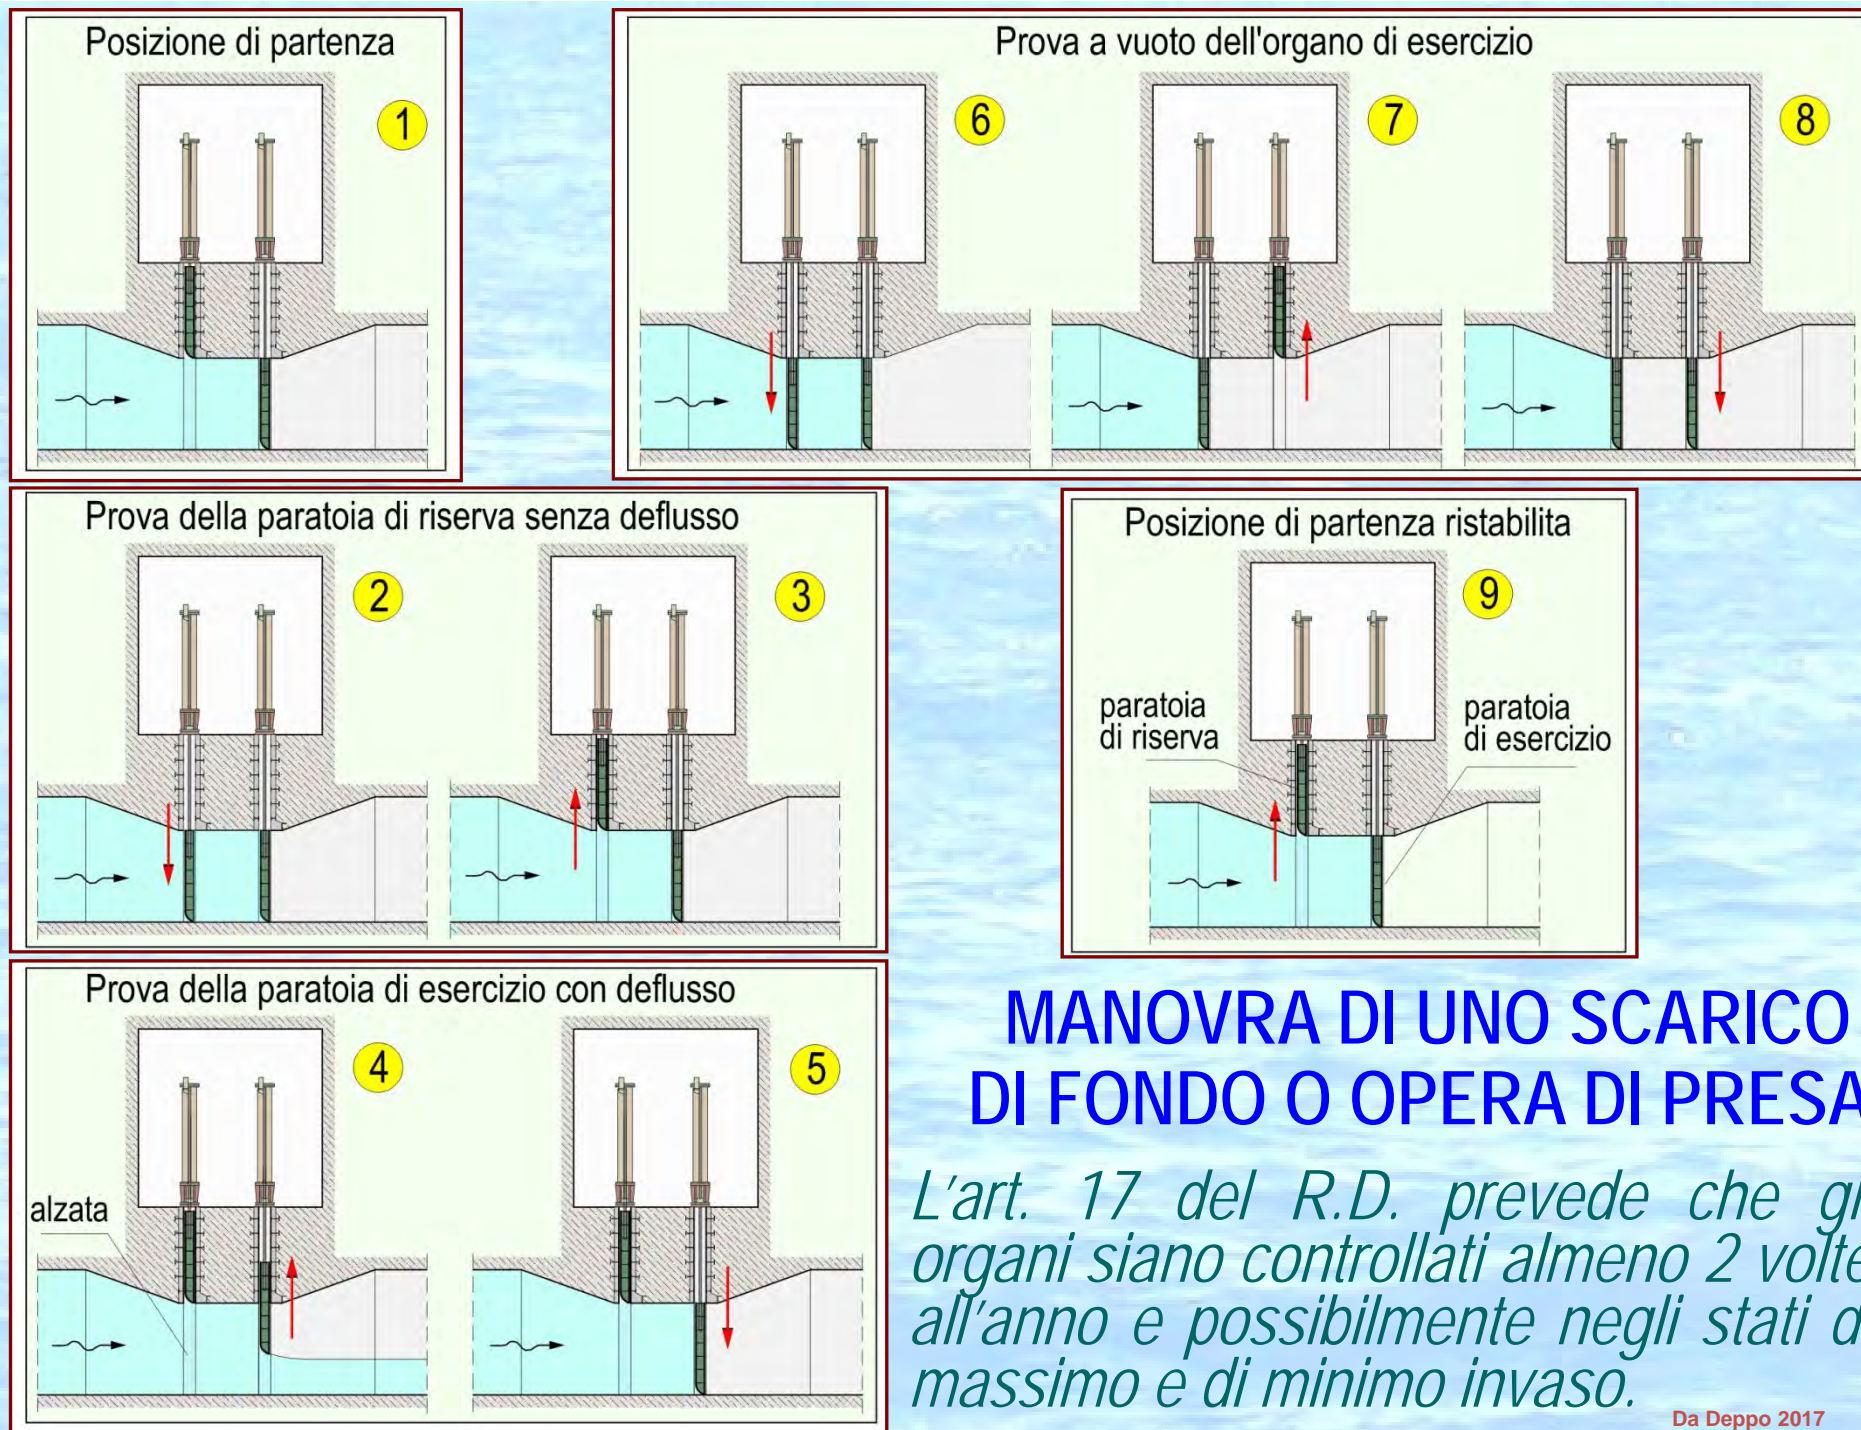 Posizione di partenza
1
Prova a vuoto dell'organo di esercizio
6
7
8
Prova della paratoia di riserva senza deflusso
2
3
Posizione di partenza ristabilita
9
paratoia
di riserva
paratoia
di esercizio
Prova della paratoia di esercizio con deflusso
4
5
alzata
MANOVRA DI UNO SCARICO
DI FONDO O OPERA DI PRESA
L'art. 17 del R.D. prevede che gl
organi siano controllati almeno 2 volte
all'anno e possibilmente negli stati d
massimo e di minimo invaso.
Da Deppo 2017